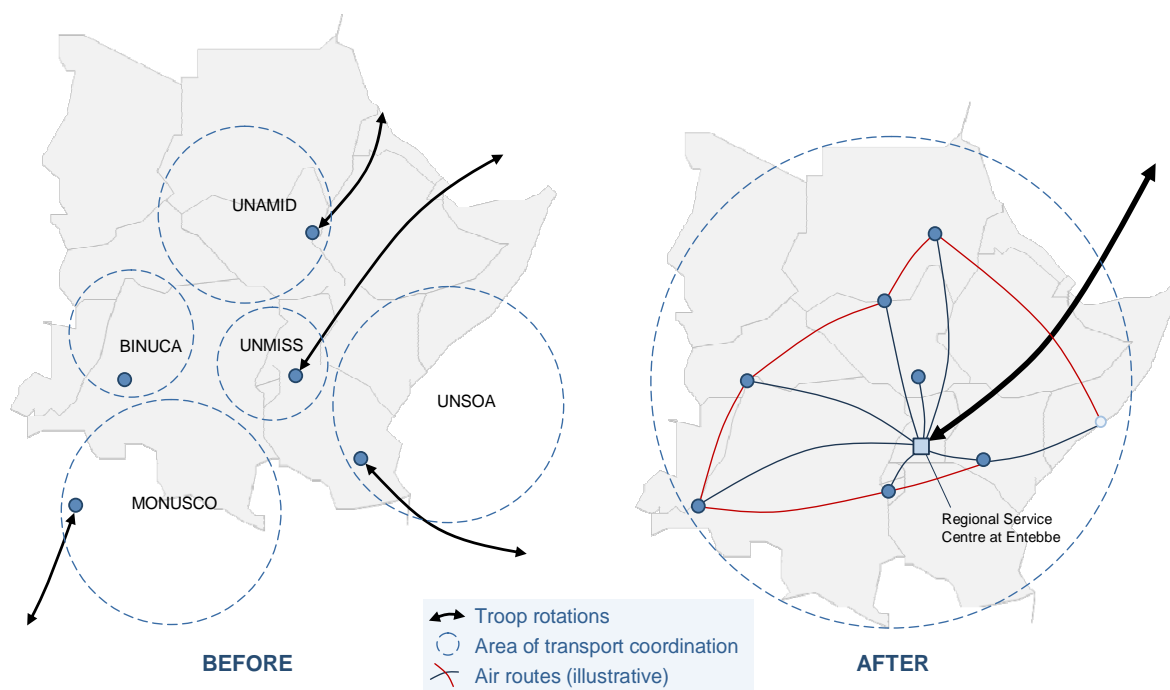 UNAMID
BINUCA
UNMISS
UNSOA
MONUSCO
Regional Service
Centre at Entebbe
Troop rotations
Area of transport coordination
Air routes (illustrative)
BEFORE
AFTER